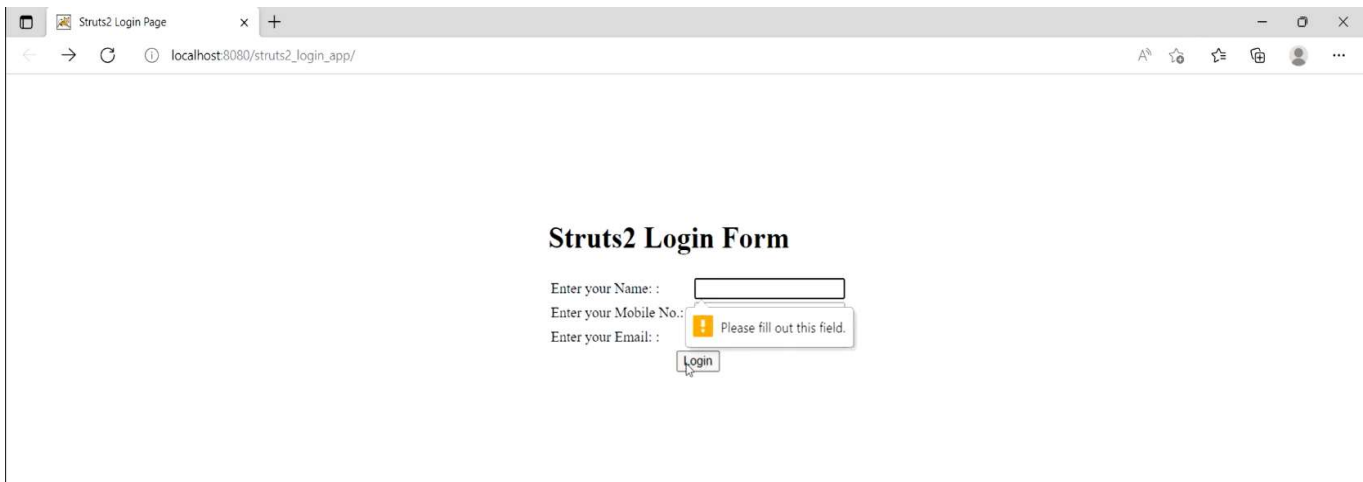 Struts2 Login Page
localhost:8080/struts2_login_app/
Struts2 Login Form
Enter your Name: :
Enter your Mobile No.:
Please fill out this field.
Enter your Email: :
Login